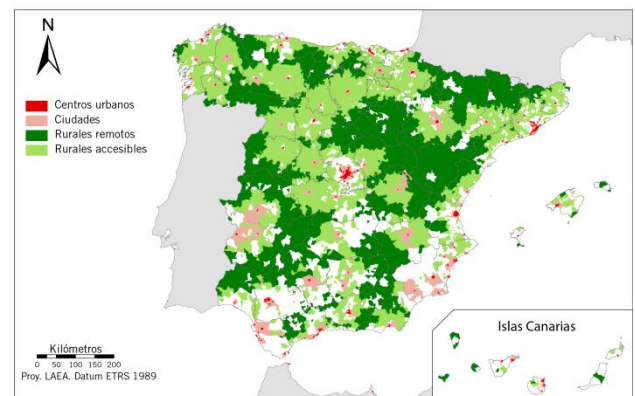 N
Centros urbanos
Ciudades
Rurales remotos
Rurales accesibles
Kilómetros
0 50 100 150 200
Proy. LAEA. Datum ETRS 1989
Islas Canarias